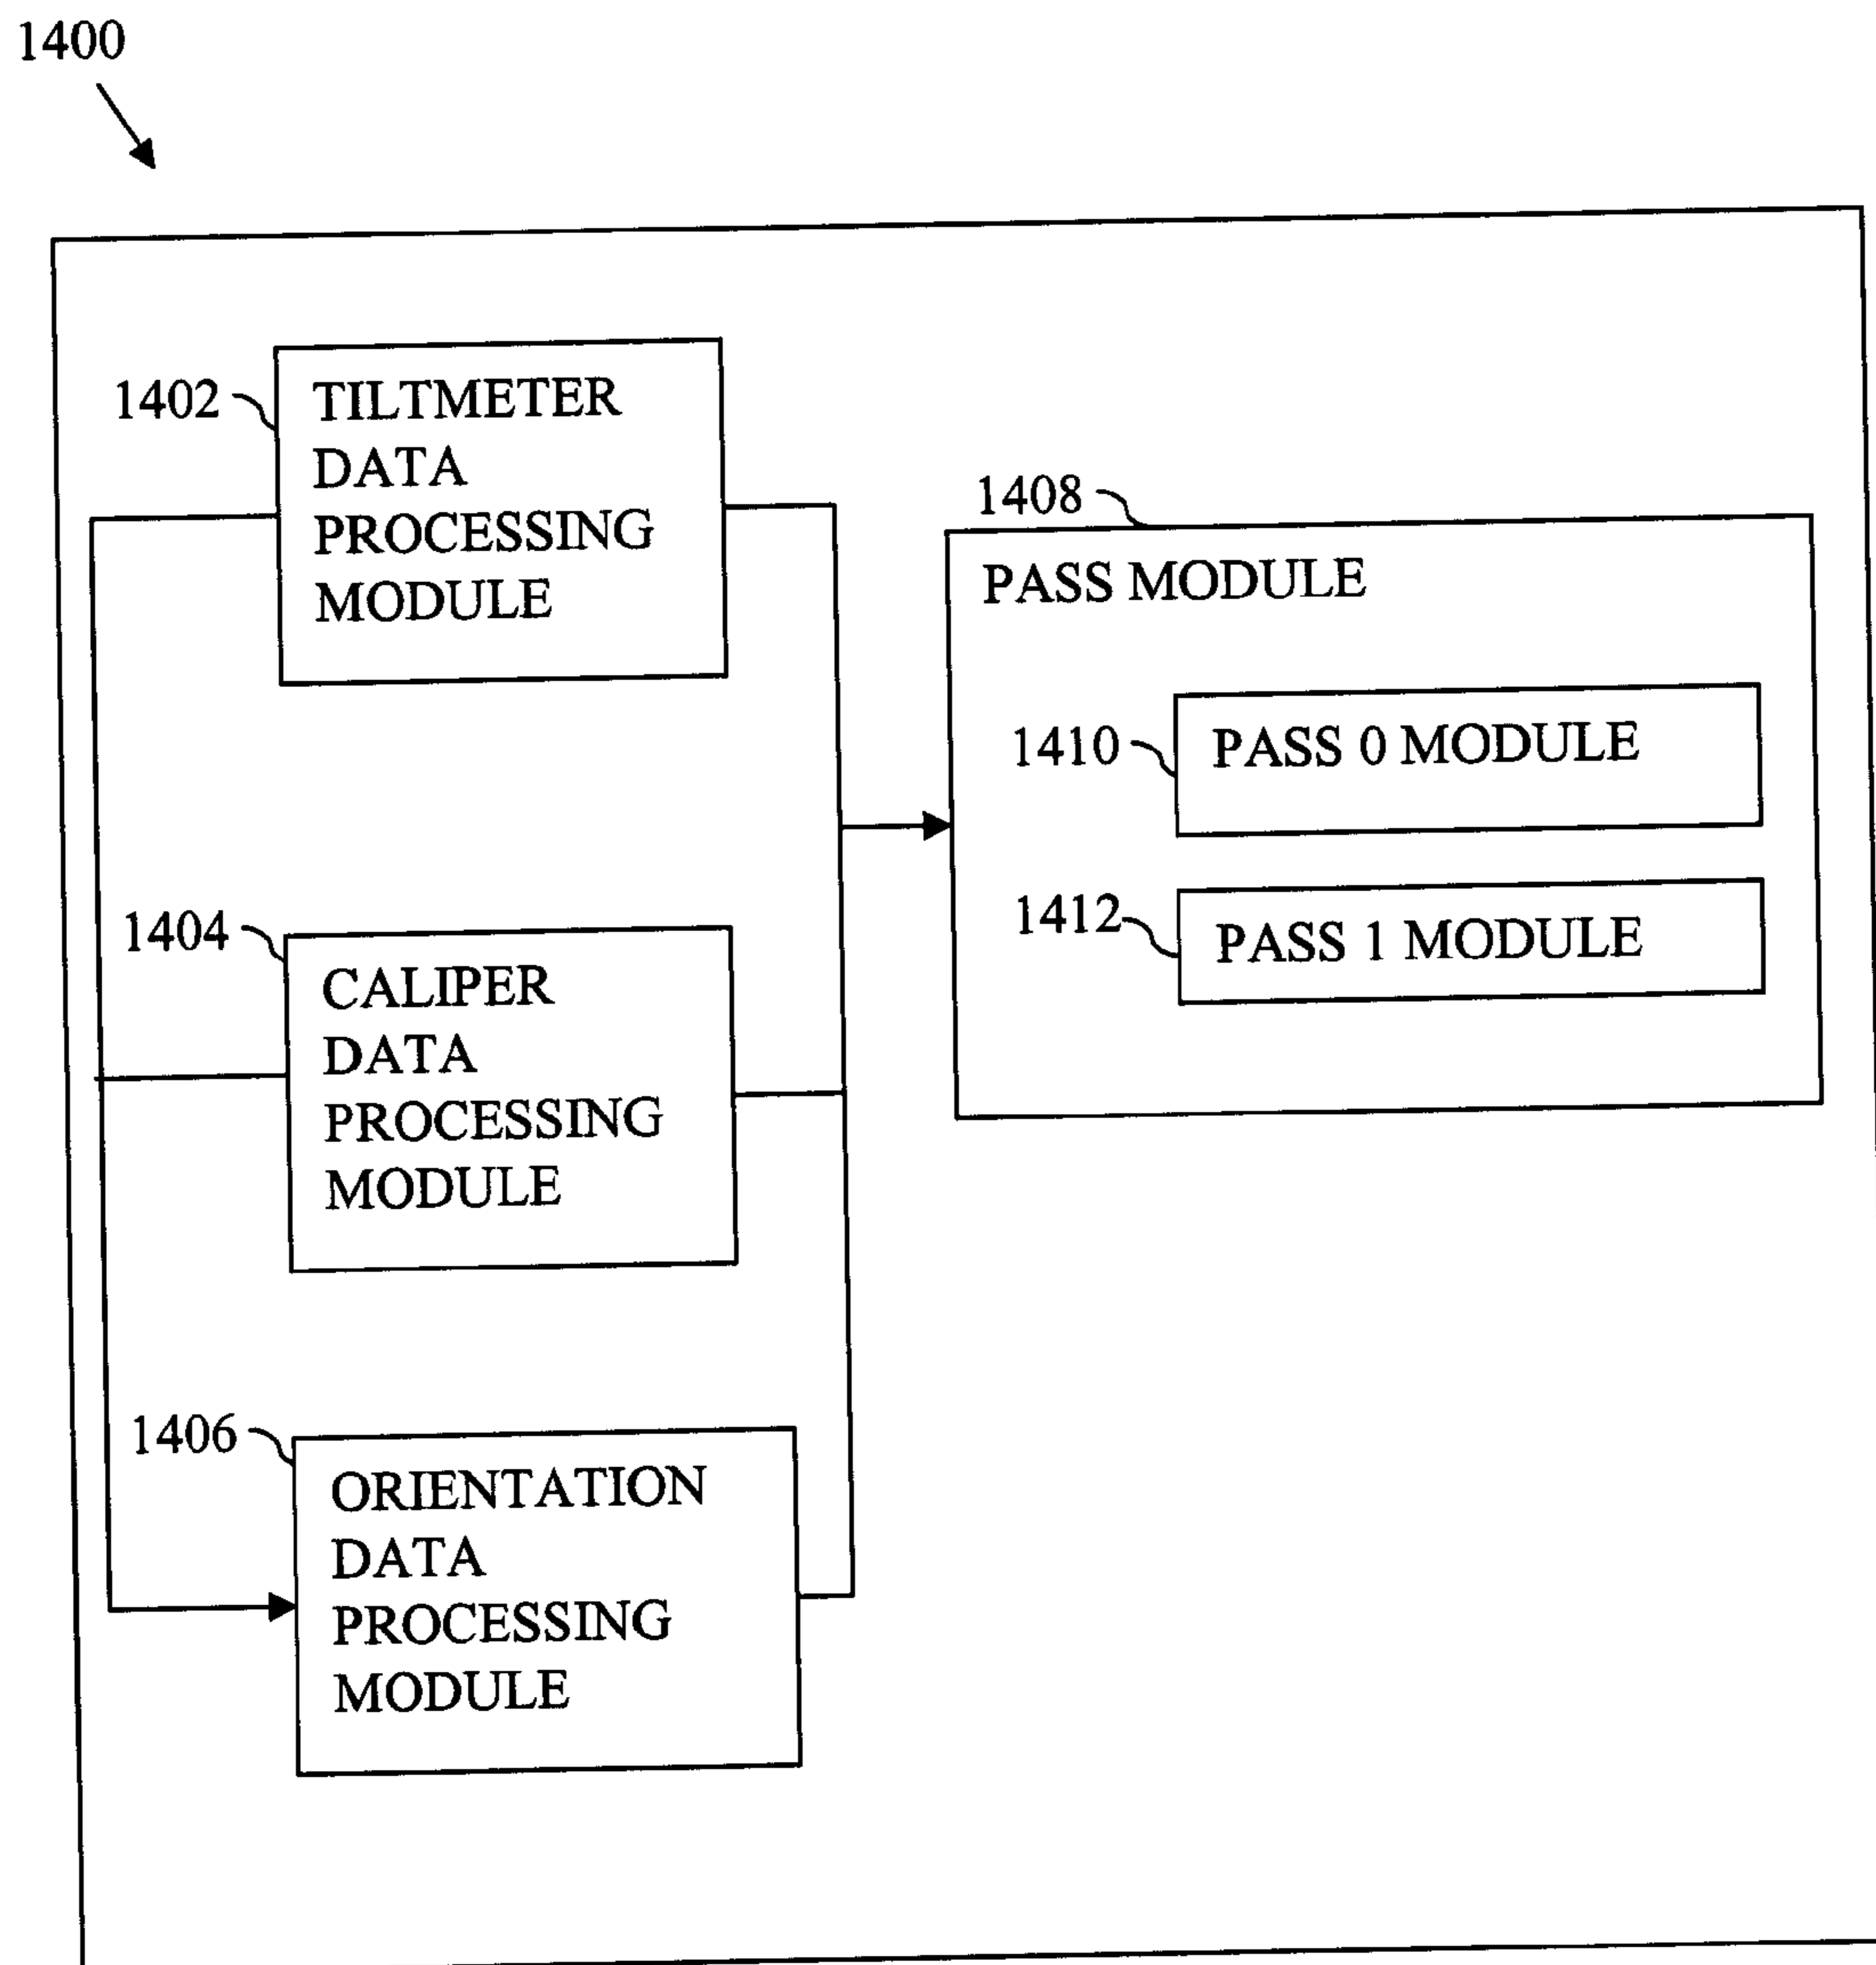 1400
1402
TILTMETER
DATA
PROCESSING
MODULE
1408
PASS MODULE
1410
PASS 0 MODULE
1412
PASS 1 MODULE
1404
CALIPER
DATA
PROCESSING
MODULE
1406
ORIENTATION
DATA
PROCESSING
MODULE